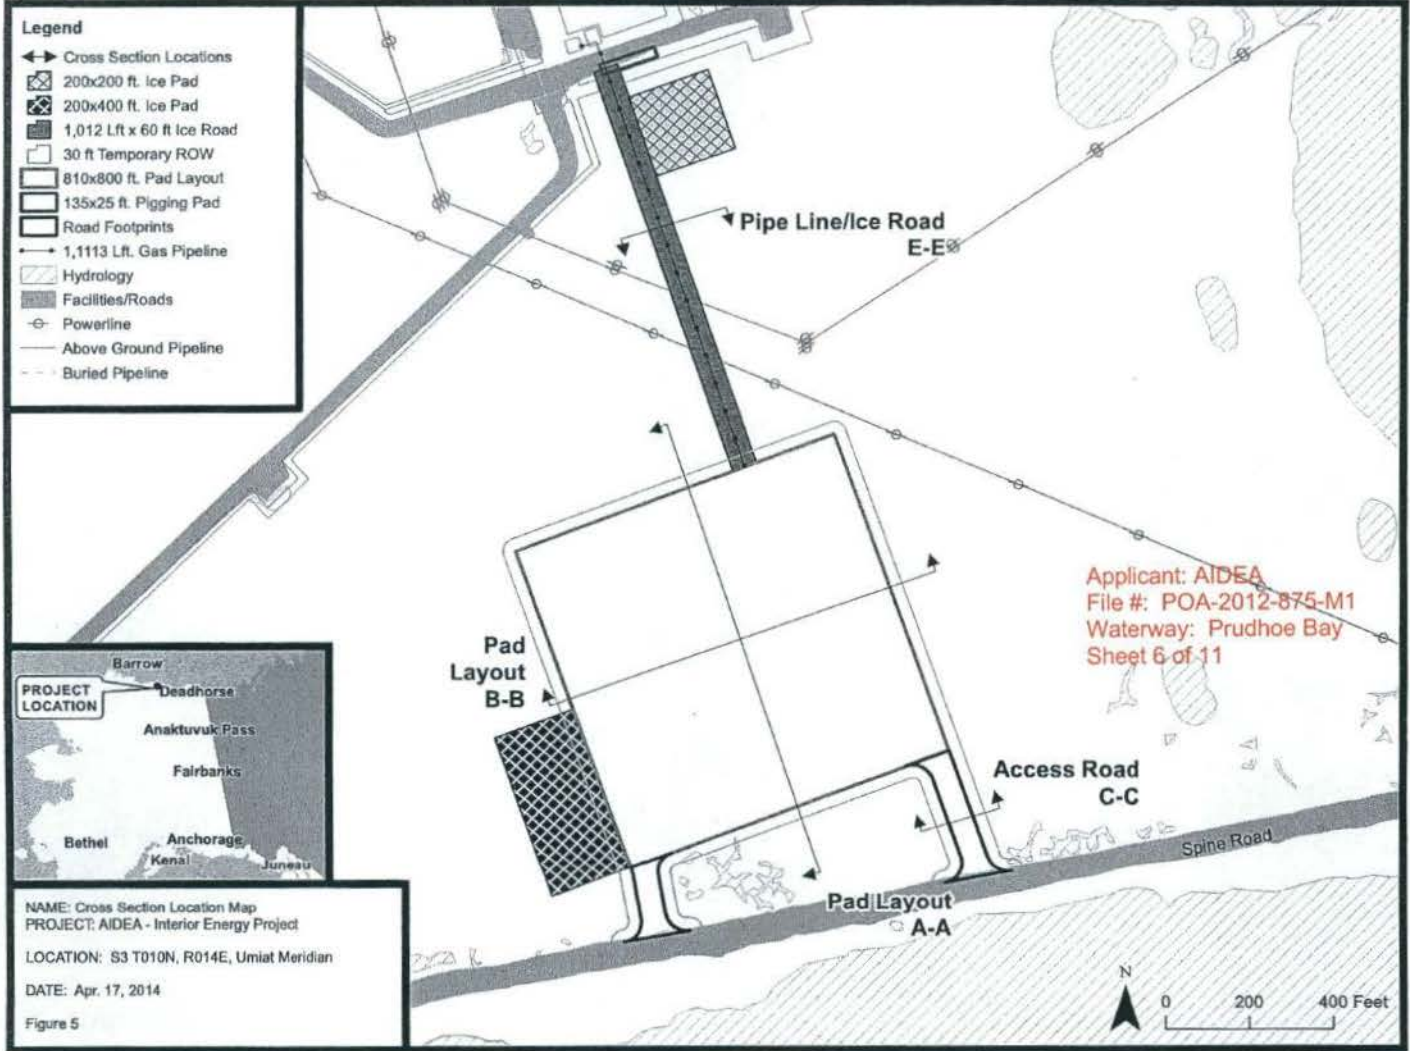 Legend
Cross Section Locations
200x200 ft. Ice Pad
200x400 ft. Ice Pad
1,012 Lft x 60 ft Ice Road
30 ft Temporary ROW
810x800 ft. Pad Layout
135x25 ft. Pigging Pad
Road Footprints
1,1113 Lft. Gas Pipeline
Hydrology
Facilities/Roads
Powerline
Above Ground Pipeline
Buried Pipeline
Pipe Line/Ice Road
E-E
Applicant: AIDEA
File #: POA-2012-875-M1
Waterway: Prudhoe Bay
Sheet 6 of 11
Pad
Layout
B-B
Access Road
C-C
Spine Road
Pad Layout
A-A
Barrow
PROJECT
LOCATION
Deadhorse
Anaktuvuk Pass
Fairbanks
Bethel
Anchorage
Kenai
Juneau
NAME: Cross Section Location Map
PROJECT: AIDEA - Interior Energy Project
LOCATION: S3 T010N, R014E, Umiat Meridian
DATE: Apr. 17, 2014
Figure 5
N
0 200 400 Feet